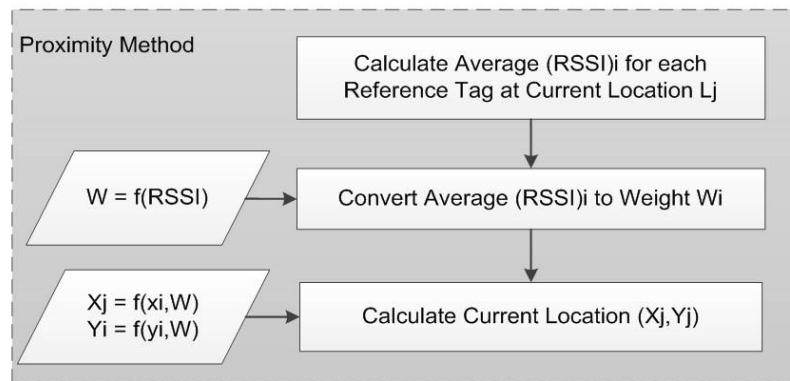 Proximity Method
Calculate Average (RSSI)i for each
Reference Tag at Current Location Lj
W = f(RSSI)
Convert Average (RSSI)i to Weight Wi
Xj = f(xi,W)
Yi = f(yi,W)
Calculate Current Location (Xj,Yj)